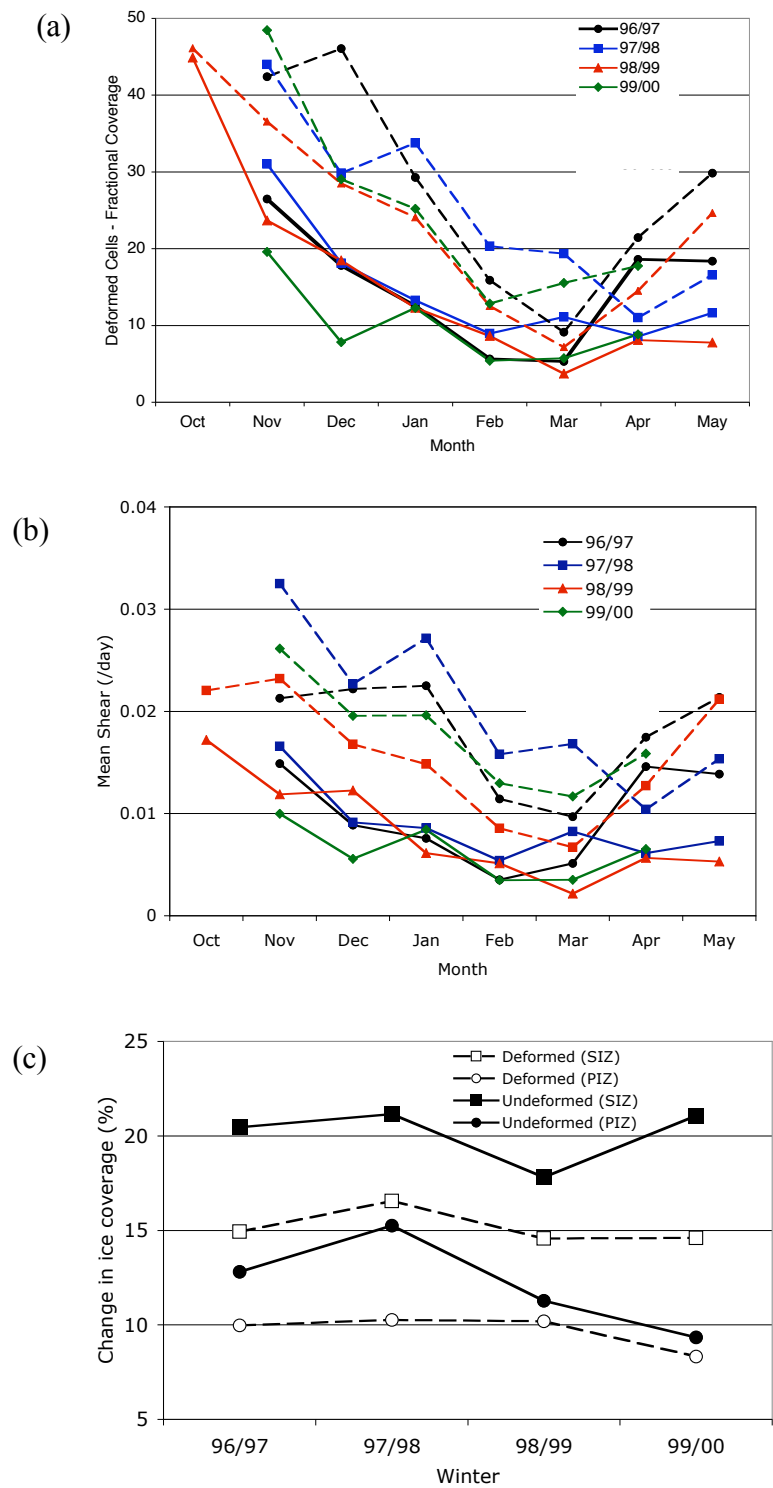 (a)
50
40
30
20
10
0
Deformed Cells - Fractional Coverage
96/97
97/98
98/99
99/00
Oct Nov Dec Jan Feb Mar Apr May
Month
(b)
0.04
0.03
0.02
0.01
0
Mean Shear (/day)
96/97
97/98
98/99
99/00
Oct Nov Dec Jan Feb Mar Apr May
Month
(c)
25
20
15
10
5
Change in ice coverage (%)
Deformed (SIZ)
Deformed (PIZ)
Undeformed (SIZ)
Undeformed (PIZ)
96/97 97/98 98/99 99/00
Winter